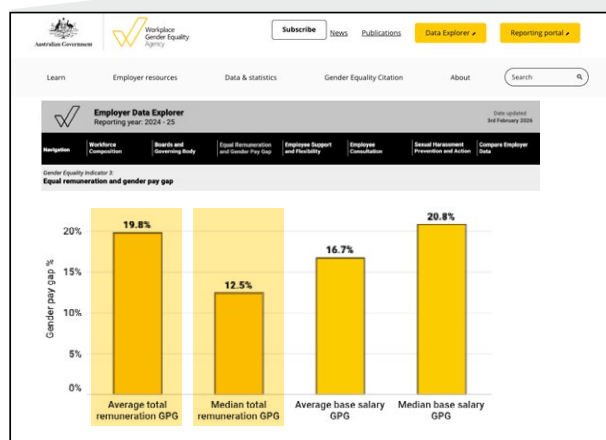 Australian Government
Workplace
Gender Equality
Agency
Subscribe
News
Publications
Data Explorer
Reporting portal
Learn
Employer resources
Data & statistics
Gender Equality Citation
About
Search
Employer Data Explorer
Reporting year: 2024 - 25
Date updated
3rd February 2026
Navigation
Workforce
Composition
Boards and
Governing Body
Equal Remuneration
and Gender Pay Gap
Employee Support
and Flexibility
Employee
Consultation
Sexual Harassment
Prevention and Action
Compare Employer
Data
Gender Equality Indicator 3:
Equal remuneration and gender pay gap
Gender pay gap %
20%
15%
10%
5%
0%
19.8%
12.5%
16.7%
20.8%
Average total
remuneration GPG
Median total
remuneration GPG
Average base salary
GPG
Median base salary
GPG